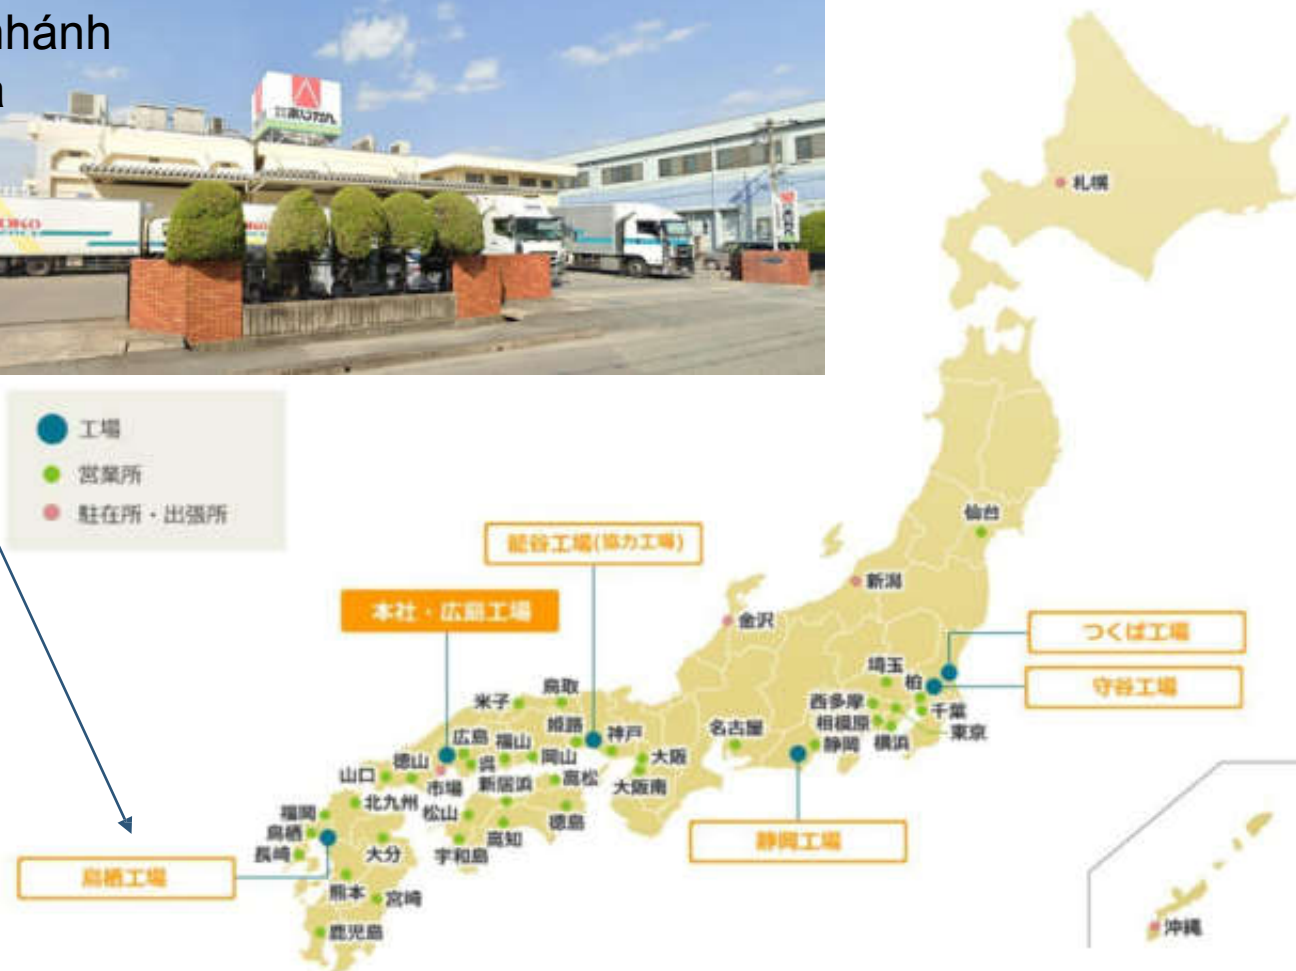 nhánh
あじかん
札幌
工場
営業所
駐在所・出張所
仙台
龍谷工場(協力工場)
新潟
本社・広島工場
金沢
つくば工場
埼玉
柏
守谷工場
鳥取
米子
西多摩
千葉
姫路
神戸
名古屋
相模原
東京
広島
福山
静岡
横浜
岡山
大阪
徳山
呉
山口
市場
新居浜
高松
大阪南
北九州
福岡
松山
徳島
鳥栖
高知
静岡工場
長崎
大分
宇和島
鳥栖工場
熊本
宮崎
鹿児島
沖縄